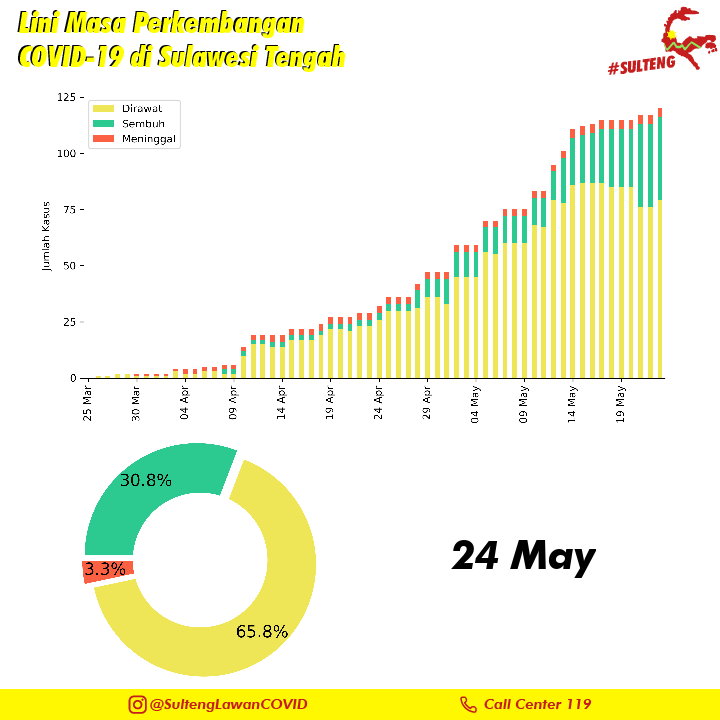 Lini Masa Perkembangan
COVID-19 di Sulawesi Tengah
#SULTENG
Dirawat
Sembuh
Meninggal
Jumlah Kasus
125
100
75
50
25
0
25 Mar
30 Mar
04 Apr
09 Apr
14 Apr
19 Apr
24 Apr
29 Apr
04 May
09 May
14 May
19 May
30.8%
3.3%
65.8%
24 May
@SultengLawanCOVID
Call Center 119